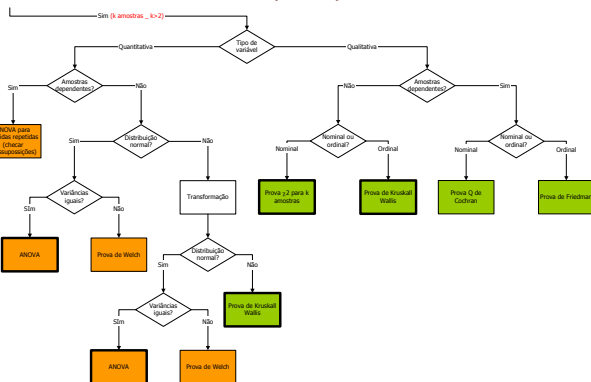 Sim (k amostras _ k>2)
Tipo de
variável
Quantitativa
Qualitativa
Amostras
dependentes?
Sim
Não
Amostras
dependentes?
Não
Sim
NOVA para
idas repetidas
(checar
ssuposições)
Distribuição
normal?
Sim
Não
Nominal ou
ordinal?
Nominal
Ordinal
Nominal ou
ordinal?
Nominal
Ordinal
Variâncias
iguais?
SIm
Não
Transformação
Prova χ2 para k
amostras
Prova de Kruskall
Wallis
Prova Q de
Cochran
Prova de Friedman
ANOVA
Prova de Welch
Distribuição
normal?
Sim
Não
Variâncias
iguais?
SIm
Não
Prova de Kruskall
Wallis
ANOVA
Prova de Welch